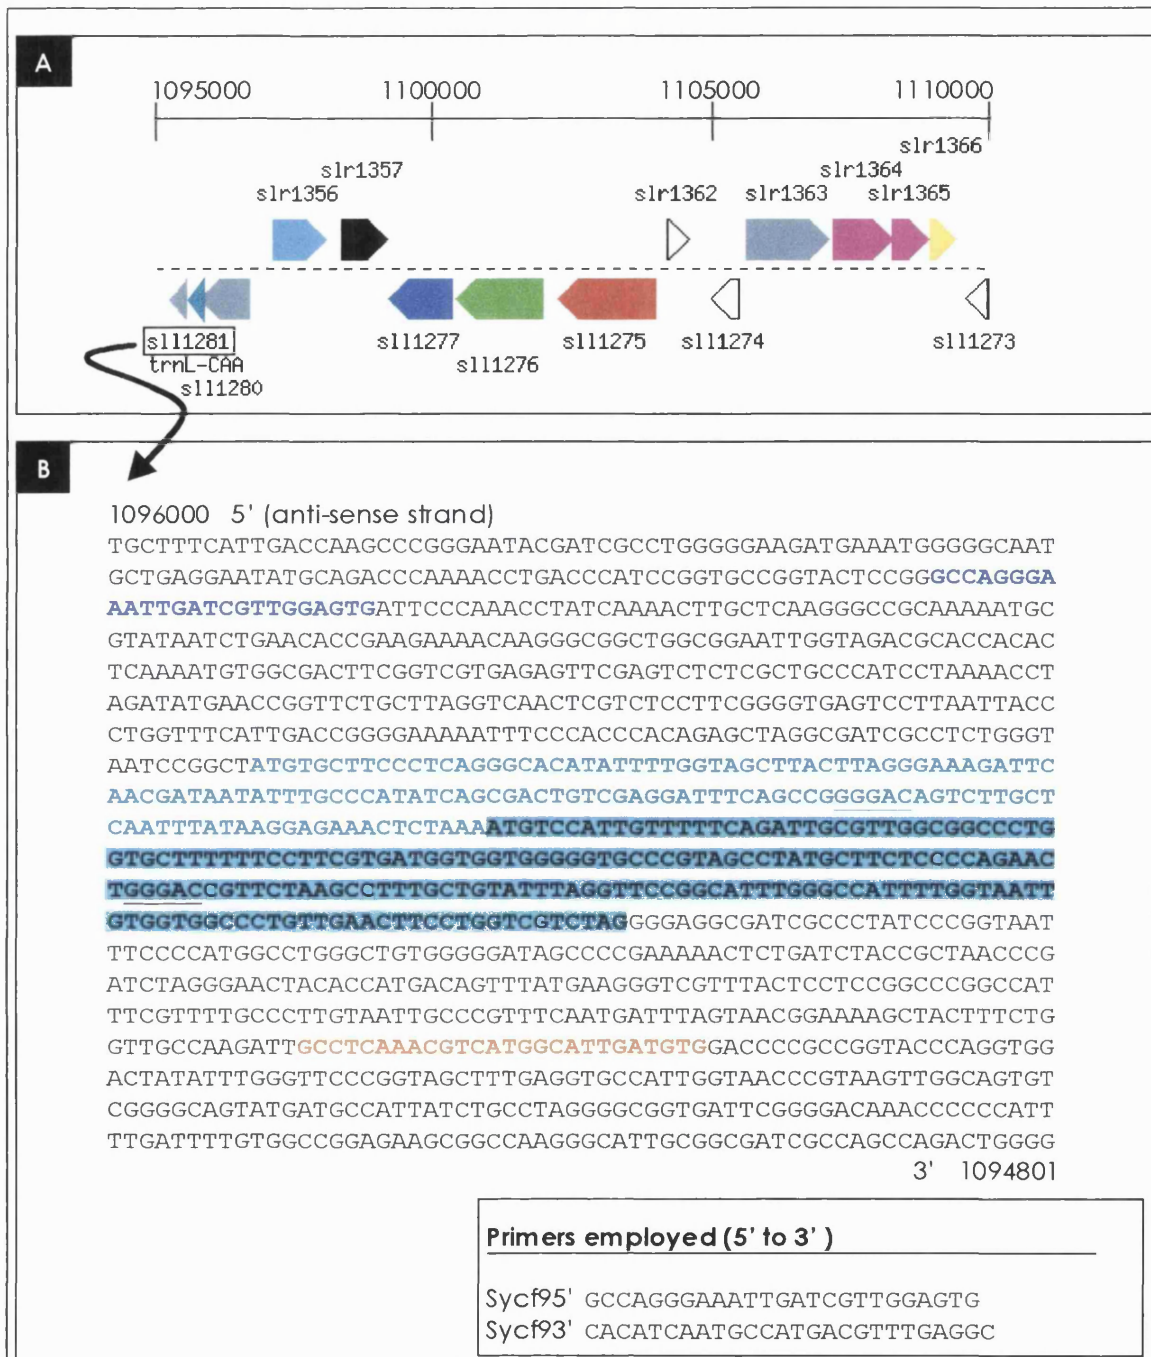 A
1095000 1100000 1105000 1110000
slr1366
slr1357 slr1364
slr1356 slr1362 slr1363 slr1365
sll1281 sll1277 sll1275 sll1274 sll1273
trnL-CAA sll1276
sll1280
B
1096000 5' (anti-sense strand)
TGCTTTCATTGACCAAGCCCGGGAATACGATCGCCTGGGGGAAGATGAAATGGGGGCAAT
GCTGAGGAATATGCAGACCCAAAACCTGACCCATCCGGTGCCGGTACTCCGGGCCAGGGA
AATTGATCGTTGGAGTGATTCCCAAACCTATCAAAACTTGCTCAAGGGCCGCAAAAATGC
GTATAATCTGAACACCGAAGAAAACAAGGGCGGCTGGCGGAATTGGTAGACGCACCACAC
TCAAAATGTGGCGACTTCGGTCGTGAGAGTTCGAGTCTCTCGCTGCCCATCCTAAAACCT
AGATATGAACCGGTTCTGCTTAGGTCAACTCGTCTCCTTCGGGGTGAGTCCTTAATTACC
CTGGTTTCATTGACCGGGGAAAAATTTCCCACCCACAGAGCTAGGCGATCGCCTCTGGGT
AATCCGGCTATGTGCTTCCCTCAGGGCACATATTTTGGTAGCTTACTTAGGGAAAGATTC
AACGATAATATTTGCCCATATCAGCGACTGTCGAGGATTTCAGCCGGGGACAGTCTTGCT
CAATTTATAAGGAGAAACTCTAAAATGTCCATTGTTTTTCAGATTGCGTTGGCGGCCCTG
GTGCTTTTTTCCTTCGTGATGGTGGTGGGGGTGCCCGTAGCCTATGCTTCTCCCCAGAAC
TGGGACCGTTCTAAGCCTTTGCTGTATTTAGGTTCCGGCATTTGGGCCATTTTGGTAATT
GTGGTGGCCCTGTTGAACTTCCTGGTCGTCTAGGGGAGGCGATCGCCCTATCCCGGTAAT
TTCCCCATGGCCTGGGCTGTGGGGGATAGCCCCGAAAAACTCTGATCTACCGCTAACCCG
ATCTAGGGAACTACACCATGACAGTTTATGAAGGGTCGTTTACTCCTCCGGCCCGGCCAT
TTCGTTTTGCCCTTGTAATTGCCCGTTTCAATGATTTAGTAACGGAAAAGCTACTTTCTG
GTTGCCAAGATTGCCTCAAACGTCATGGCATTGATGTGGACCCCGCCGGTACCCAGGTGG
ACTATATTTGGGTTCCCGGTAGCTTTGAGGTGCCATTGGTAACCCGTAAGTTGGCAGTGT
CGGGGCAGTATGATGCCATTATCTGCCTAGGGGCGGTGATTCGGGGACAAACCCCCCATT
TTGATTTTGTGGCCGGAGAAGCGGCCAAGGGCATTGCGGCGATCGCCAGCCAGACTGGGG
3' 1094801
Primers employed (5' to 3' )
Sycf95' GCCAGGGAAATTGATCGTTGGAGTG
Sycf93' CACATCAATGCCATGACGTTTGAGGC